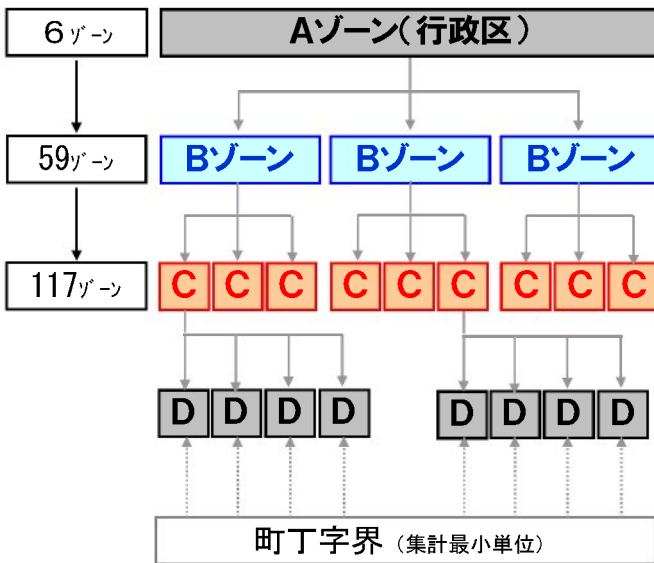 6ゾーン
Aゾーン(行政区)
59ゾーン
Bゾーン Bゾーン Bゾーン
117ゾーン
C C C C C C C C C
D D D D D D D D
町丁字界 (集計最小単位)